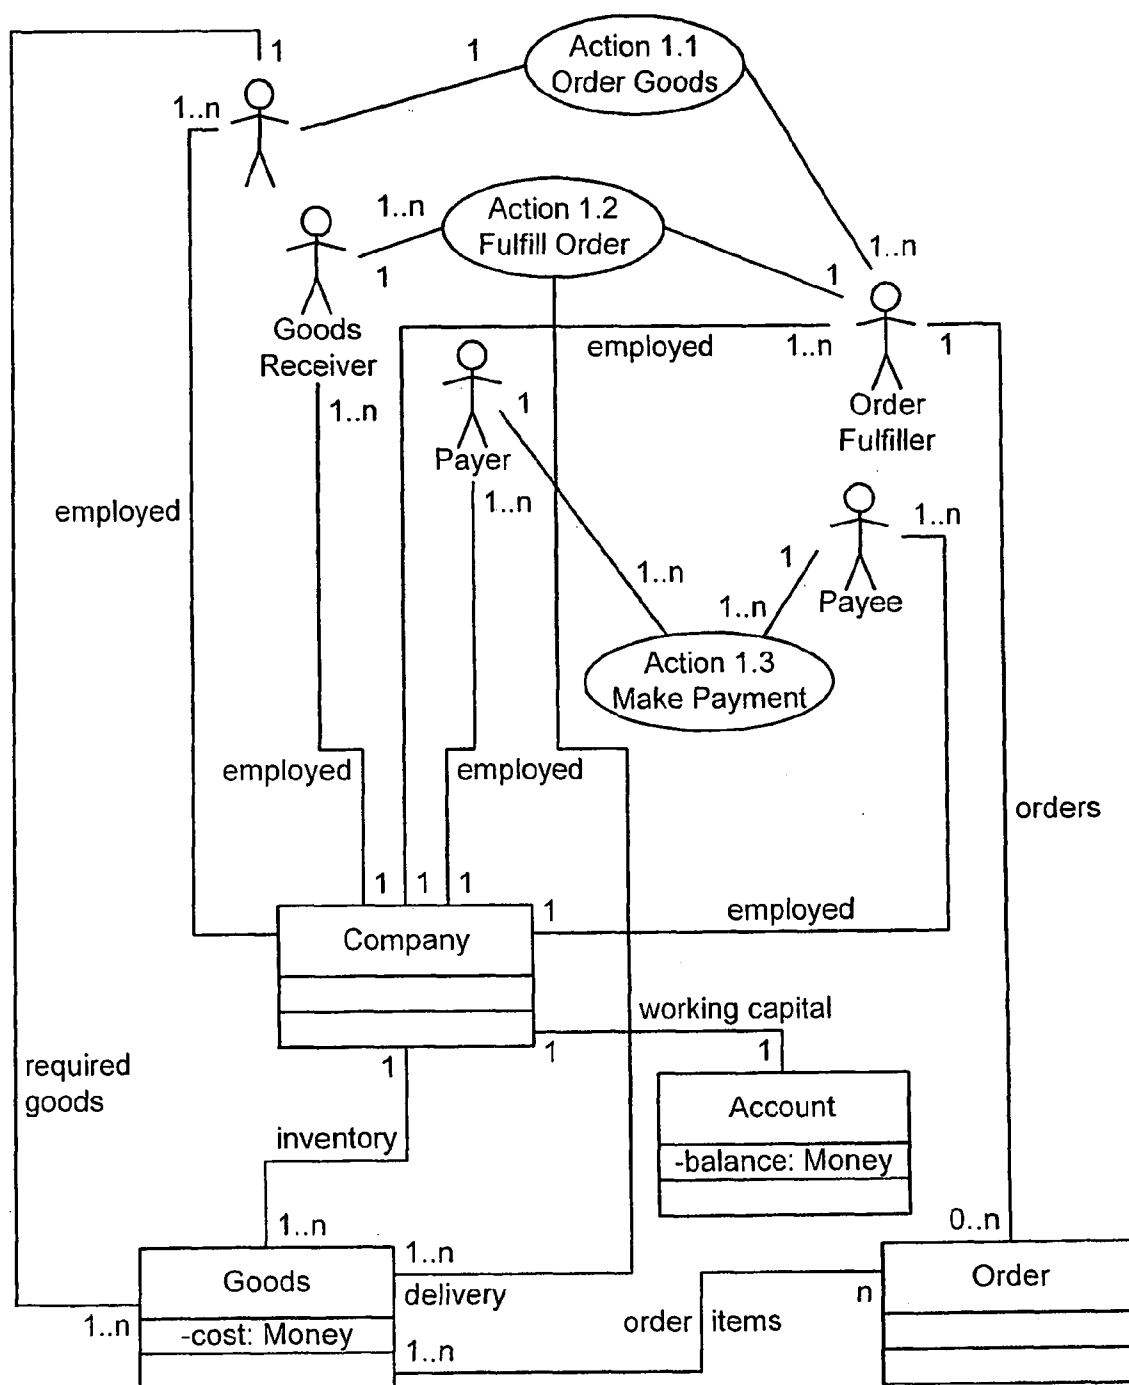 1
1
Action 1.1
Order Goods
1..n
1..n
Action 1.2
Fulfill Order
1
1
1..n
Goods
Receiver
employed
1..n
1
1..n
1
Order
Fulfiller
Payer
1..n
1..n
employed
1..n
1
1..n
1..n
Payee
Action 1.3
Make Payment
employed
employed
orders
1
1
1
1
employed
Company
working capital
1
1
1
required
goods
Account
inventory
-balance: Money
1..n
1..n
0..n
Goods
delivery
Order
1..n
-cost: Money
order
items
n
1..n